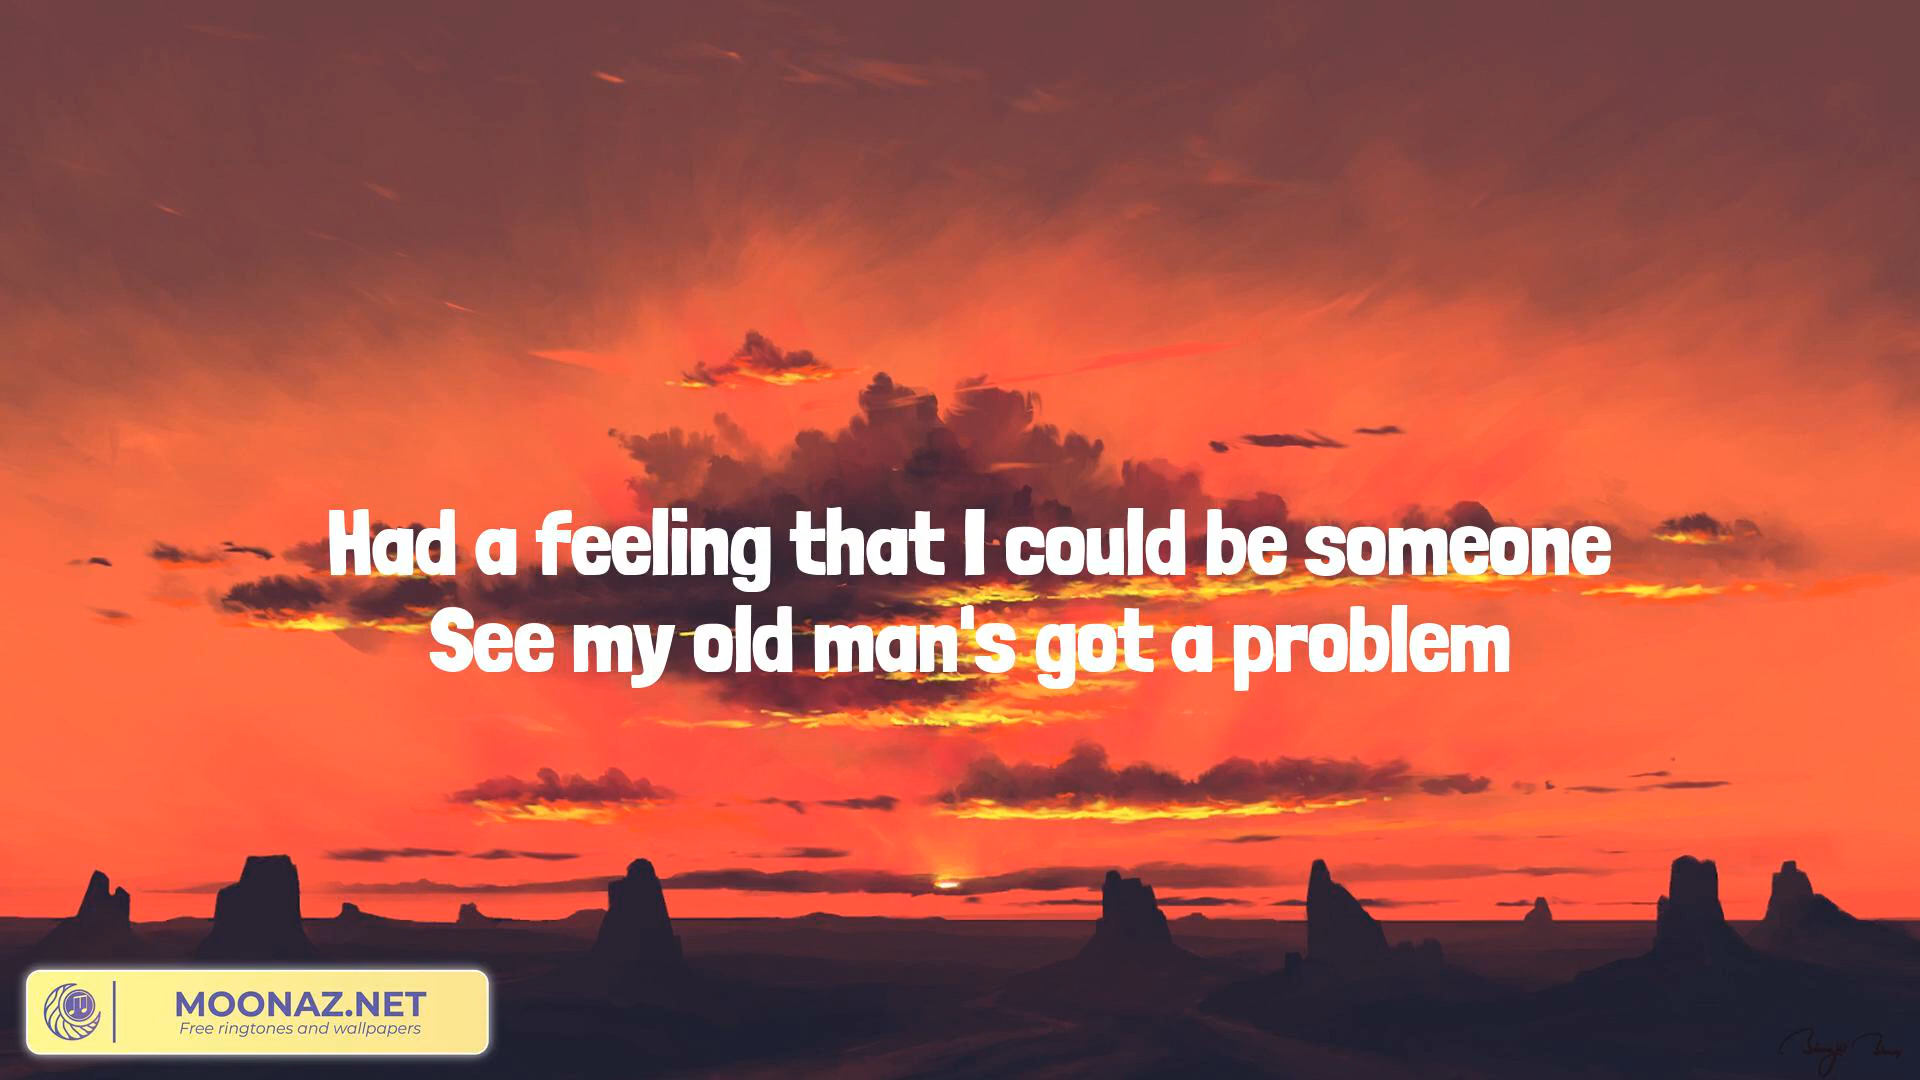 Had a feeling that I could be someone
See my old man's got a problem
MOONAZ.NET
Free ringtones and wallpapers